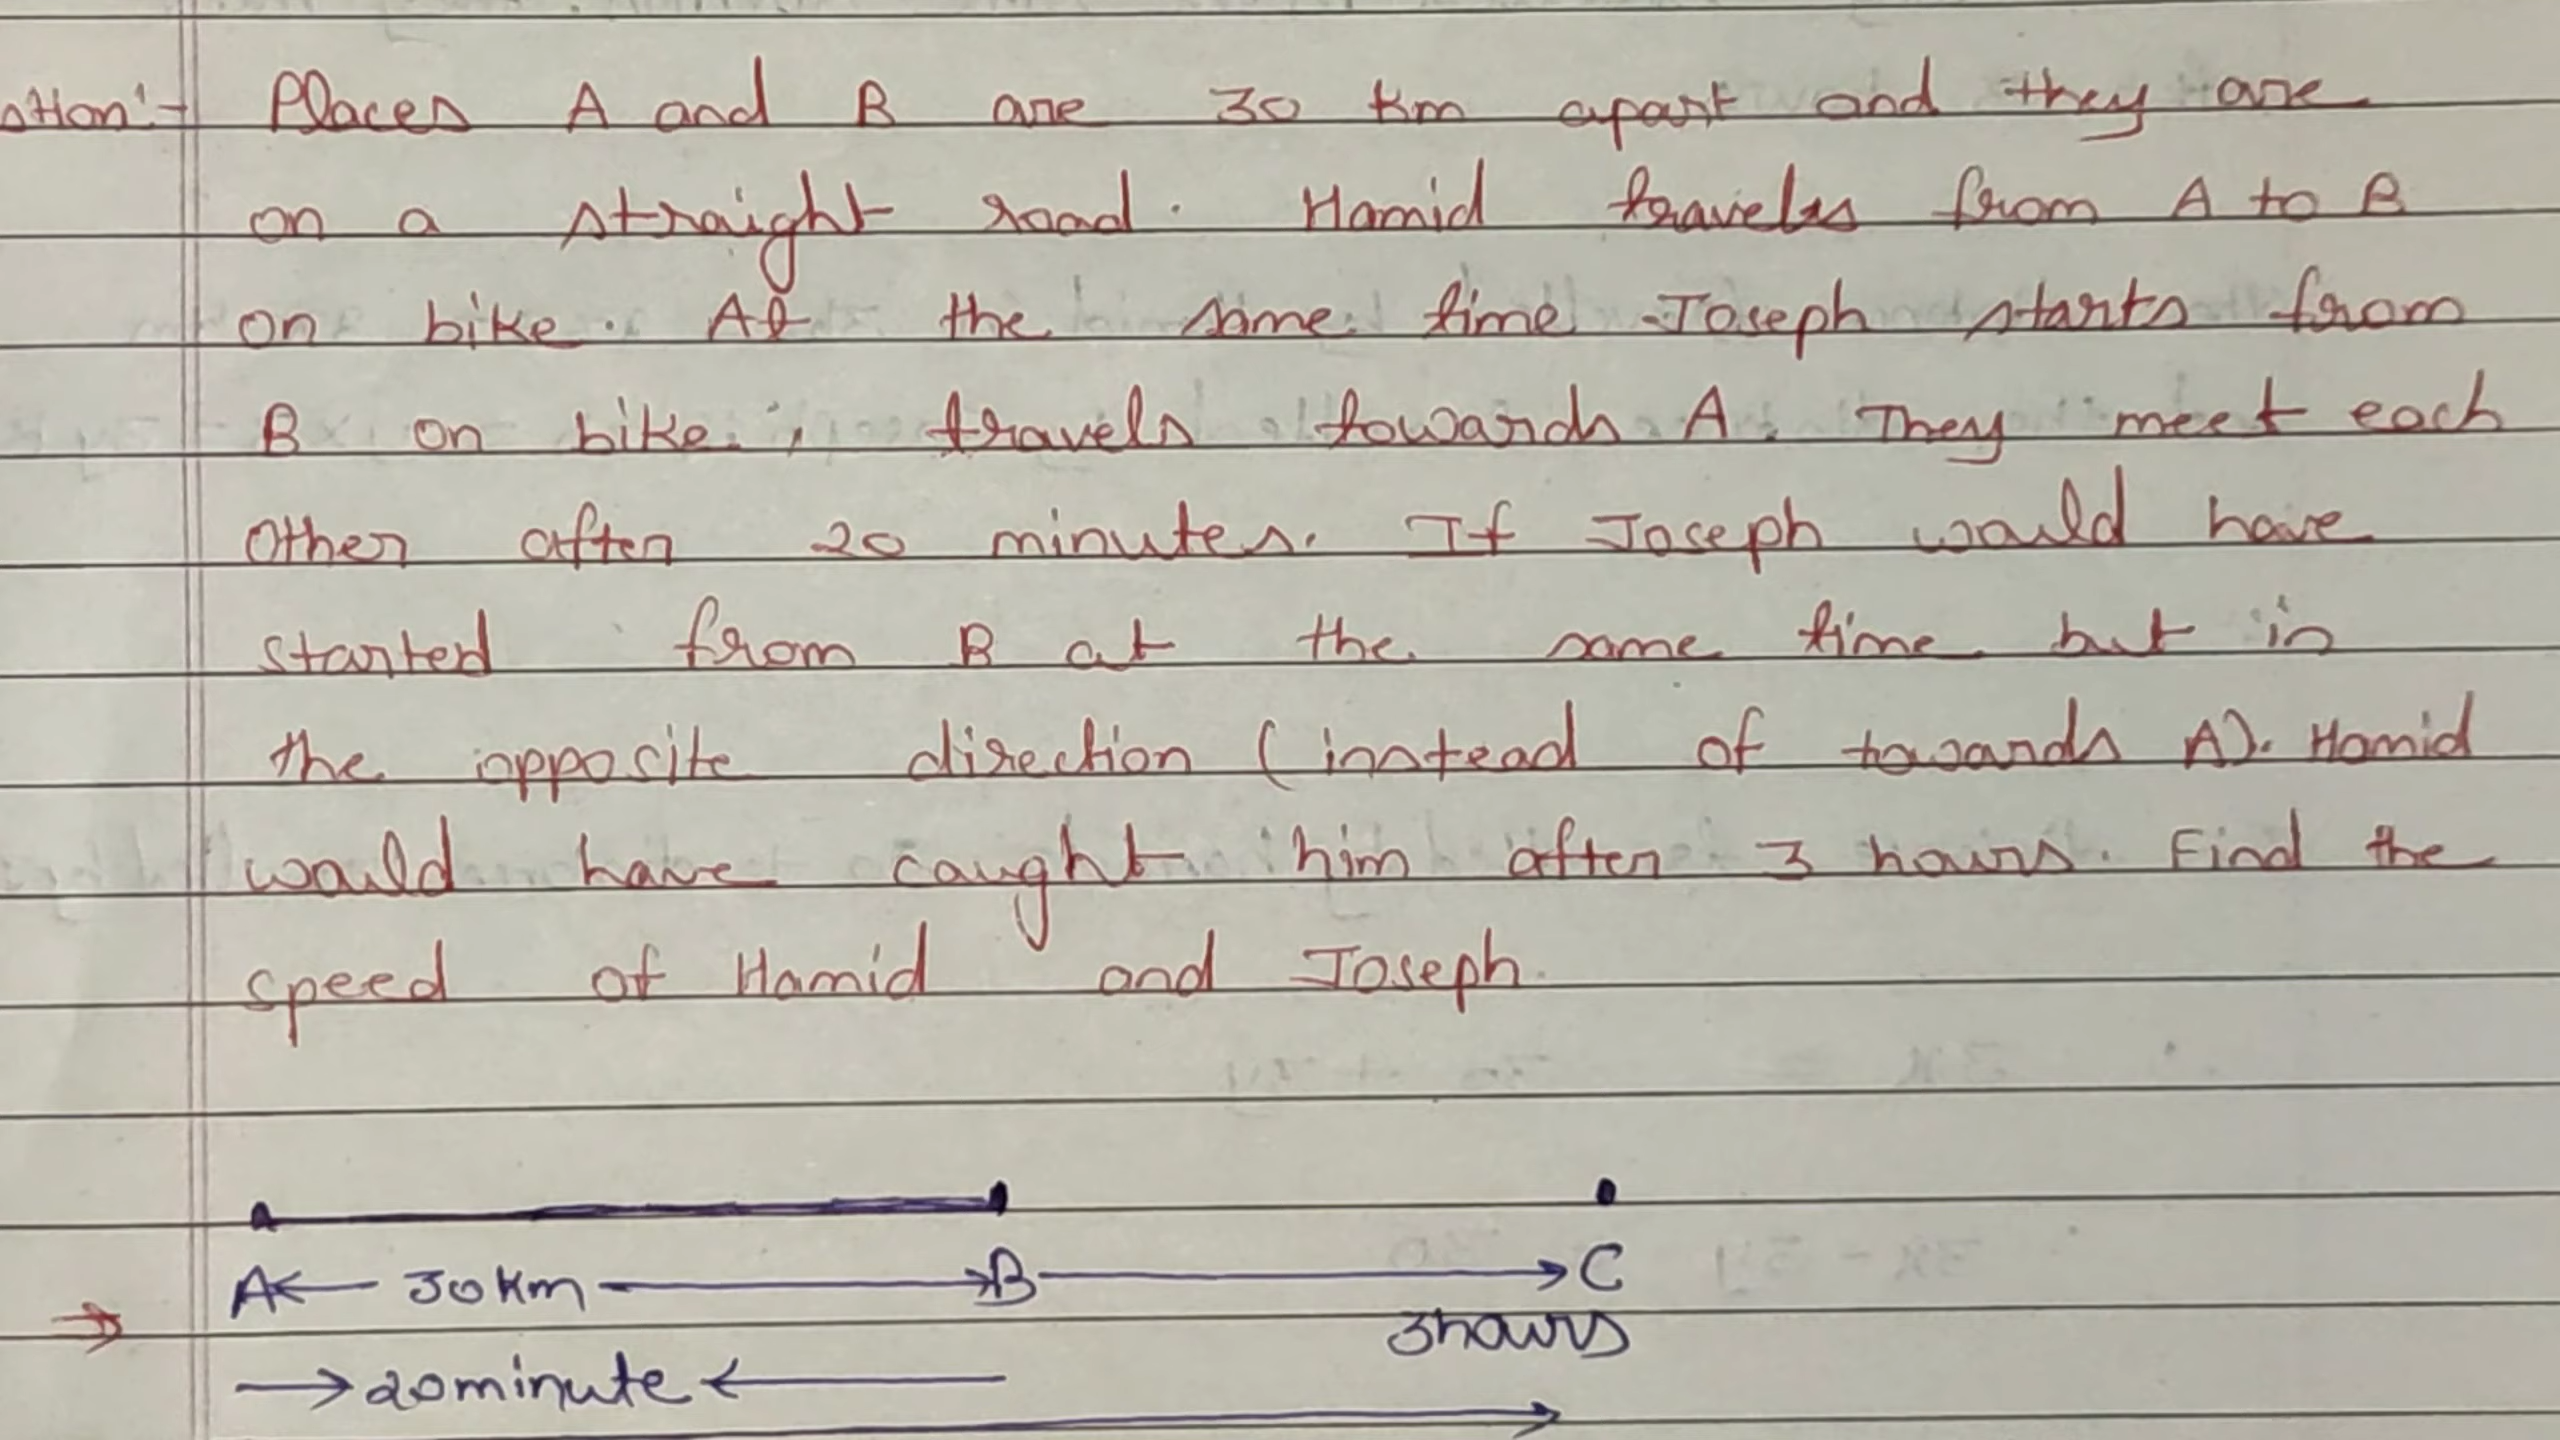 Places A and B are 30 Km apart and they are
on a straight road. Hamid travels from A to B
on bike. At the same time Joseph starts from
B on bike, travels towards A. They meet each
other after 20 minutes. If Joseph would have
started from B at the same time but in
the opposite direction (instead of towards A). Hamid
would have caught him after 3 hours. Find the
speed of Hamid and Joseph.
A 30 Km B C
3 hours
20 minute